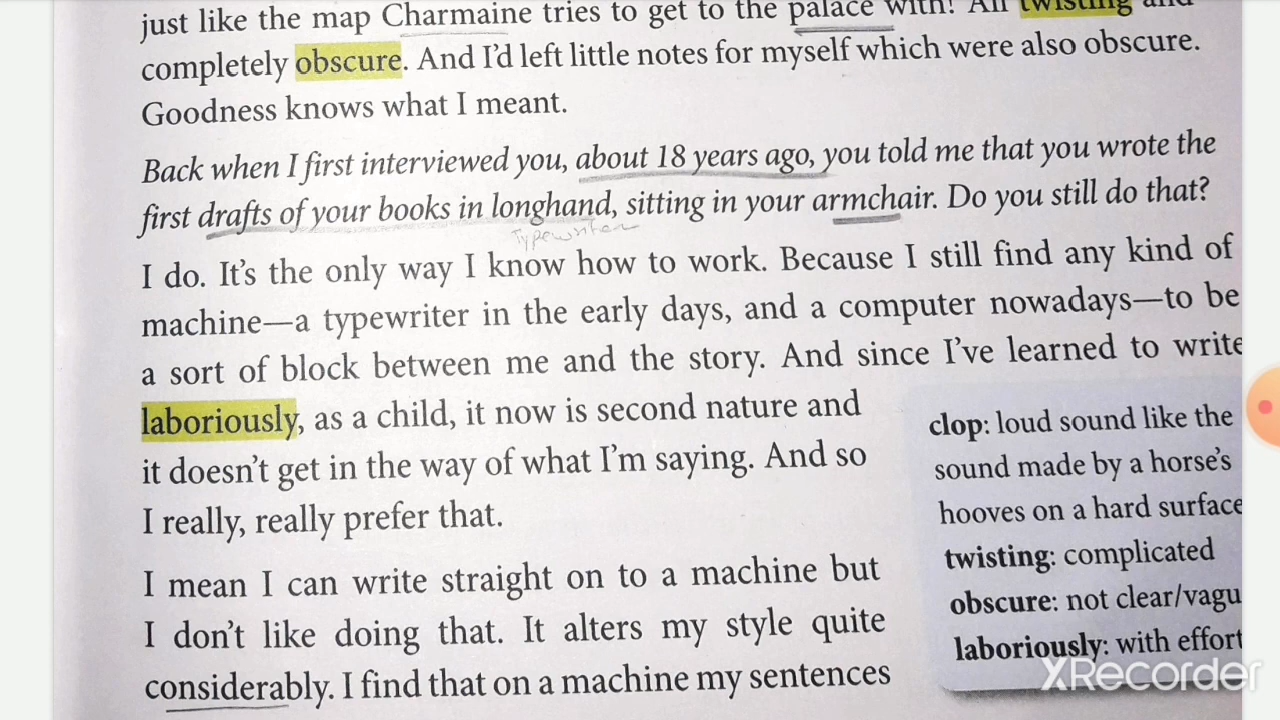 just like the map Charmaine tries to get to the palace with! All twisting and
completely obscure. And I'd left little notes for myself which were also obscure.
Goodness knows what I meant.
Back when I first interviewed you, about 18 years ago, you told me that you wrote the
first drafts of your books in longhand, sitting in your armchair. Do you still do that?
Typewriter
I do. It's the only way I know how to work. Because I still find any kind of
machine—a typewriter in the early days, and a computer nowadays—to be
a sort of block between me and the story. And since I've learned to write
laboriously, as a child, it now is second nature and
it doesn't get in the way of what I'm saying. And so
I really, really prefer that.
I mean I can write straight on to a machine but
I don't like doing that. It alters my style quite
considerably. I find that on a machine my sentences
clop: loud sound like the
sound made by a horse's
hooves on a hard surface
twisting: complicated
obscure: not clear/vagu
laboriously: with effort
XRecorder